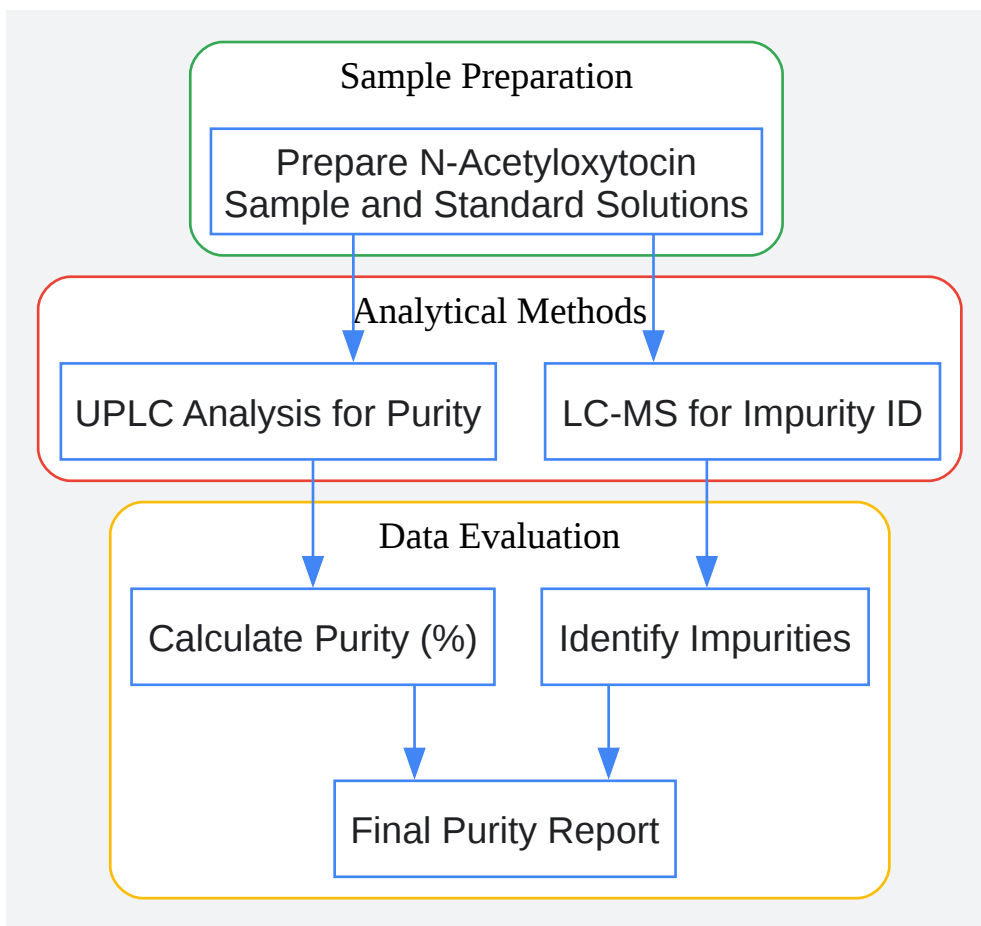 Sample Preparation
Prepare N-Acetyloxytocin
Sample and Standard Solutions
Analytical Methods
UPLC Analysis for Purity
LC-MS for Impurity ID
Data Evaluation
Calculate Purity (%)
Identify Impurities
Final Purity Report